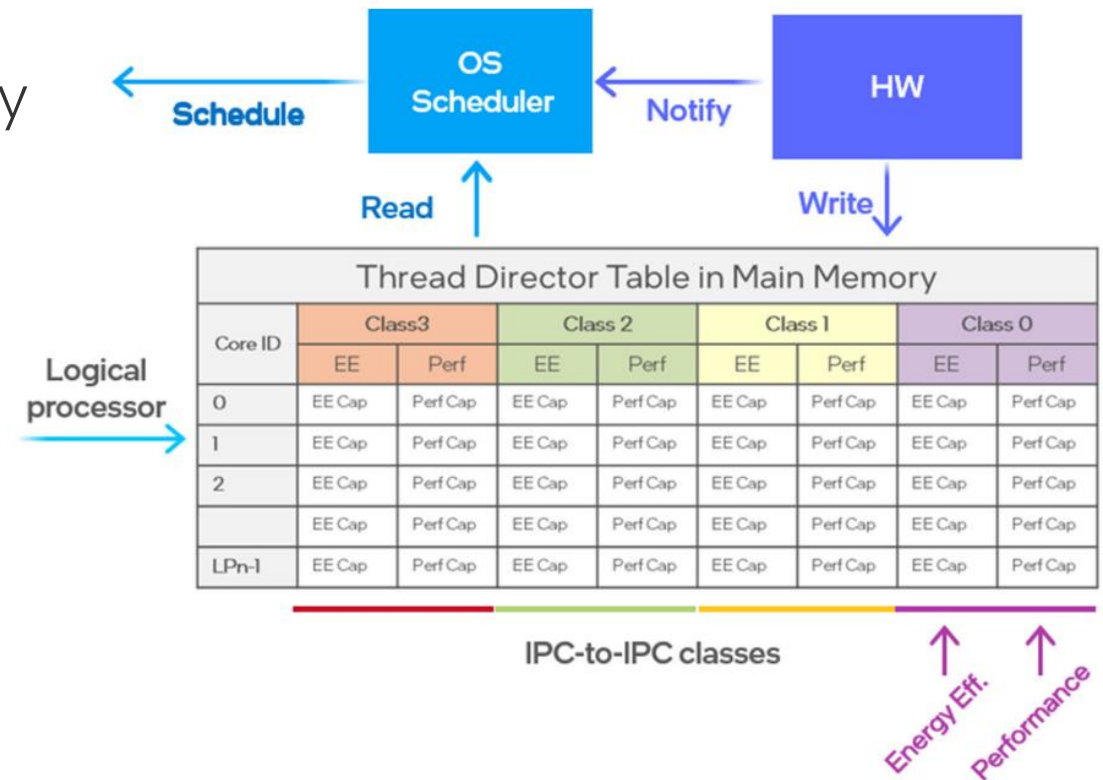 y
OS
Scheduler
HW
Schedule
Notify
Read
Write
Thread Director Table in Main Memory
Core ID
Class3
Class 2
Class 1
Class 0
EE
Perf
EE
Perf
EE
Perf
EE
Perf
Logical
processor
0
EE Cap
Perf Cap
EE Cap
Perf Cap
EE Cap
Perf Cap
EE Cap
Perf Cap
1
EE Cap
Perf Cap
EE Cap
Perf Cap
EE Cap
Perf Cap
EE Cap
Perf Cap
2
EE Cap
Perf Cap
EE Cap
Perf Cap
EE Cap
Perf Cap
EE Cap
Perf Cap
EE Cap
Perf Cap
EE Cap
Perf Cap
EE Cap
Perf Cap
EE Cap
Perf Cap
LPn-1
EE Cap
Perf Cap
EE Cap
Perf Cap
EE Cap
Perf Cap
EE Cap
Perf Cap
IPC-to-IPC classes
Energy Eff.
Performance